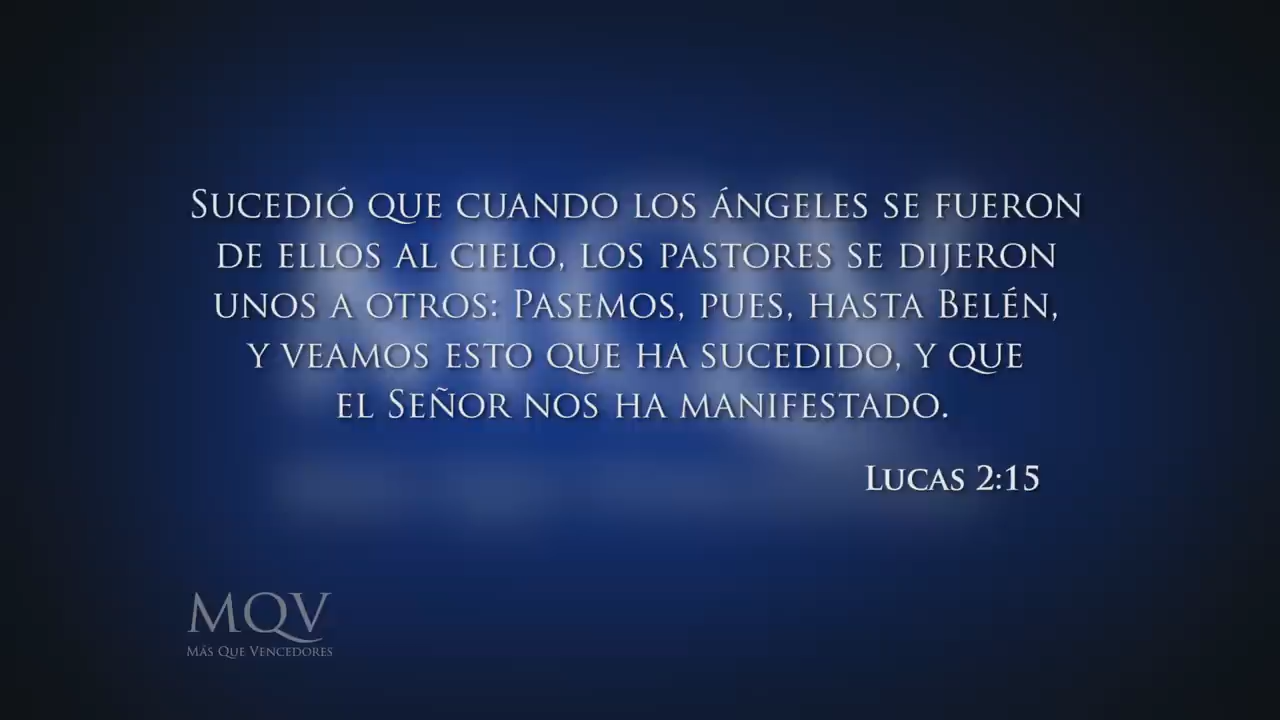 Sucedió que cuando los ángeles se fueron
de ellos al cielo, los pastores se dijeron
unos a otros: Pasemos, pues, hasta Belén,
y veamos esto que ha sucedido, y que
el Señor nos ha manifestado.
Lucas 2:15
MQV
Más Que Vencedores